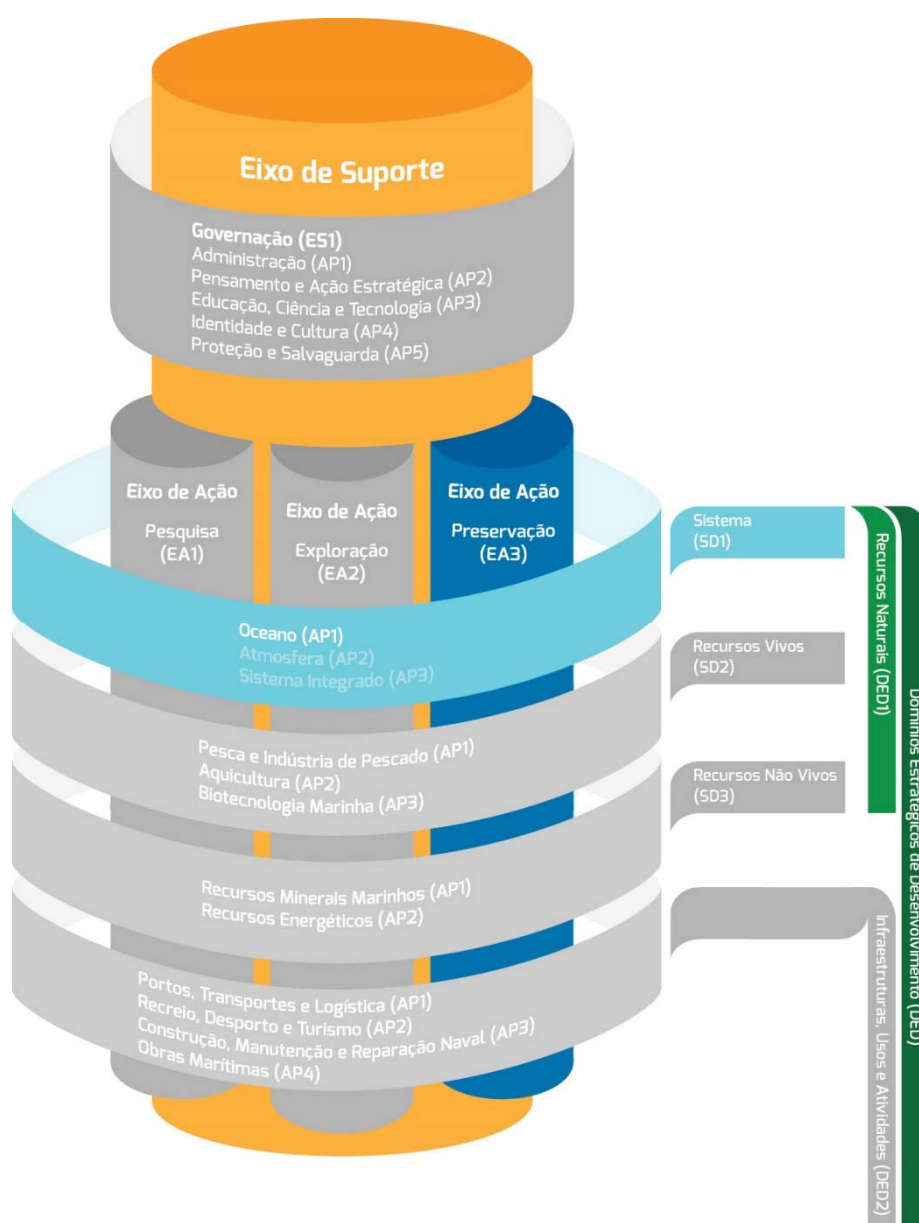 Eixo de Suporte
Governação (ES1)
Administração (AP1)
Pensamento e Ação Estratégica (AP2)
Educação, Ciência e Tecnologia (AP3)
Identidade e Cultura (AP4)
Proteção e Salvaguarda (AP5)
Eixo de Ação
Pesquisa
(EA1)
Eixo de Ação
Exploração
(EA2)
Eixo de Ação
Preservação
(EA3)
Sistema
(SD1)
Oceano (AP1)
Atmosfera (AP2)
Sistema Integrado (AP3)
Recursos Vivos
(SD2)
Pesca e Indústria de Pescado (AP1)
Aquicultura (AP2)
Biotecnologia Marinha (AP3)
Recursos Não Vivos
(SD3)
Recursos Minerais Marinhos (AP1)
Recursos Energéticos (AP2)
Portos, Transportes e Logística (AP1)
Recreio, Desporto e Turismo (AP2)
Construção, Manutenção e Reparação Naval (AP3)
Obras Marítimas (AP4)
Recursos Naturais (DED1)
Infraestruturas, Usos e Atividades (DED2)
Domínios Estratégicos de Desenvolvimento (DED)